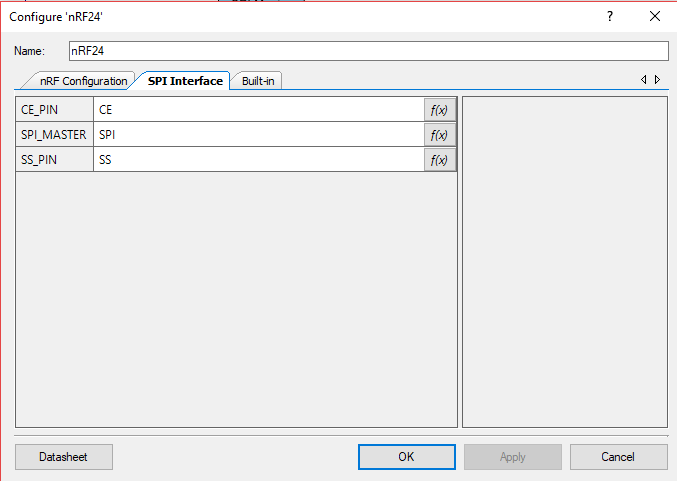 Configure 'nRF24'
?
Name: nRF24
nRF Configuration SPI Interface Built-in
CE_PIN CE f(x)
SPI_MASTER SPI f(x)
SS_PIN SS f(x)
Datasheet OK Apply Cancel